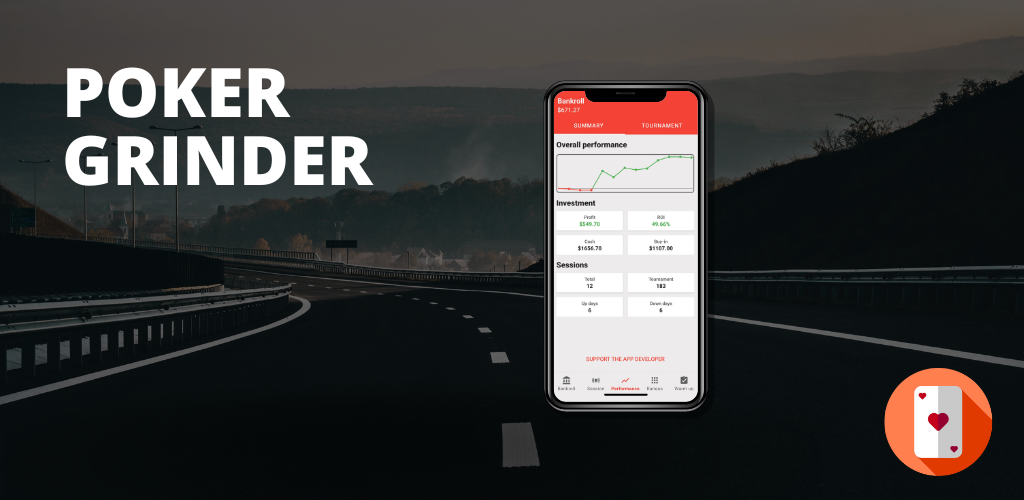 POKER
GRINDER
Bankroll
$671.27
SUMMARY TOURNAMENT
Overall performance
Investment
Profit ROI
$549.70 49.66%
Cash Buy-in
$1656.70 $1107.00
Sessions
Total Tournament
12 183
Up days Down days
6 6
SUPPORT THE APP DEVELOPER
Bankroll Session Performance Ranges Warm up